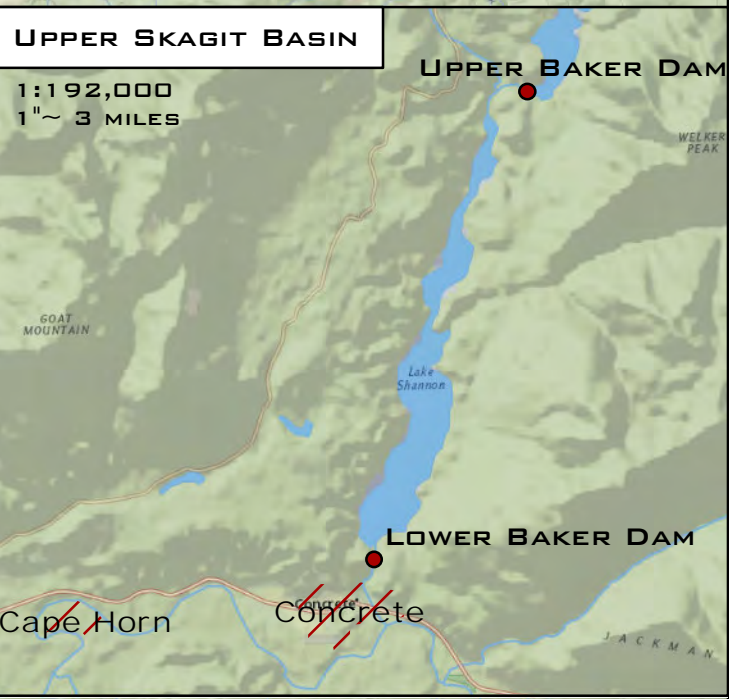 UPPER SKAGIT BASIN
1:192,000
1"~ 3 MILES
UPPER BAKER DAM
WELKER
PEAK
GOAT
MOUNTAIN
Lake
Shannon
LOWER BAKER DAM
Concrete
Concrete
Cape Horn
JACKMAN